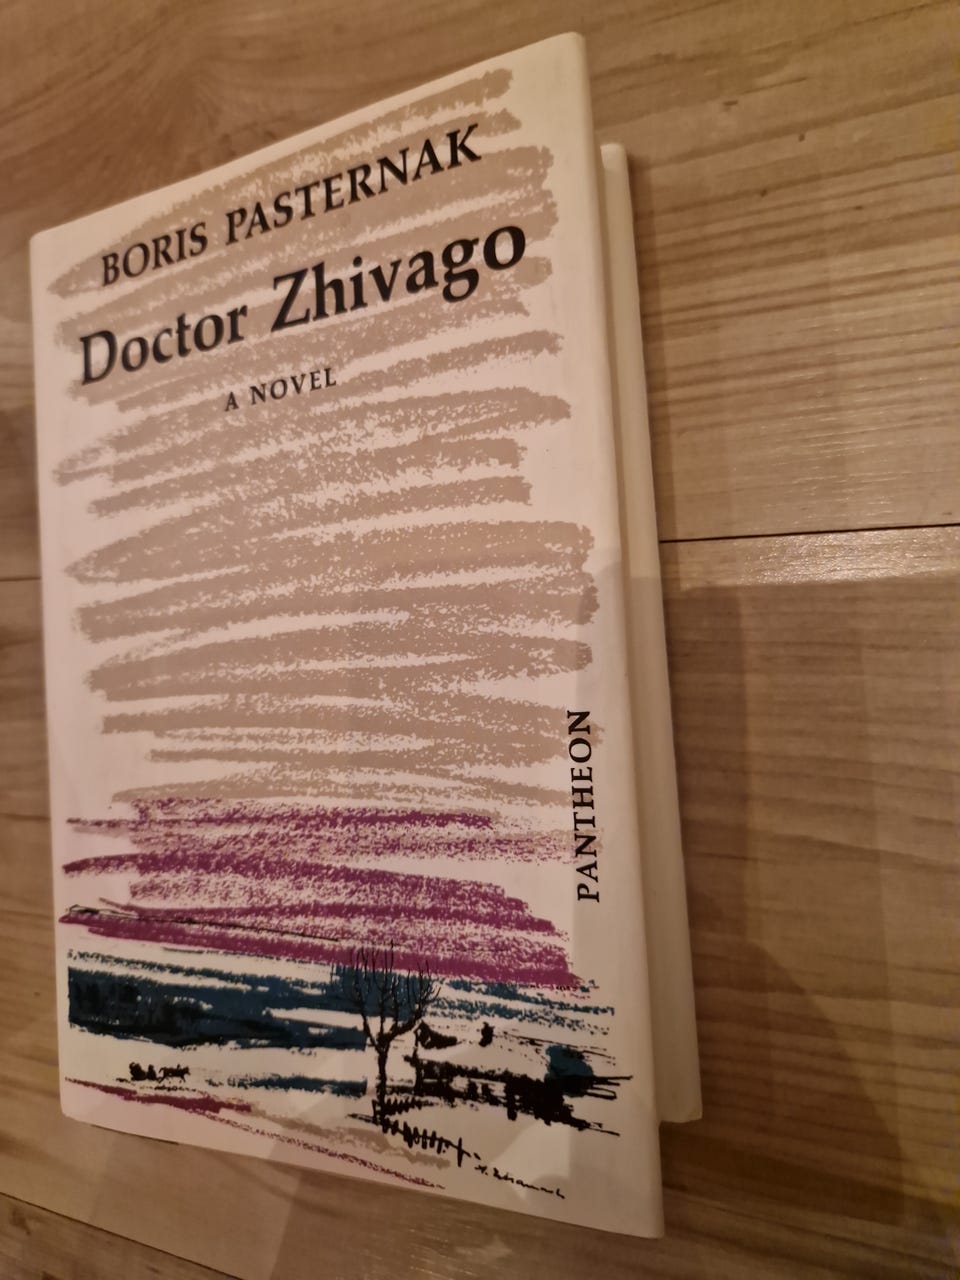 BORIS PASTERNAK
Doctor Zhivago
A NOVEL
PANTHEON